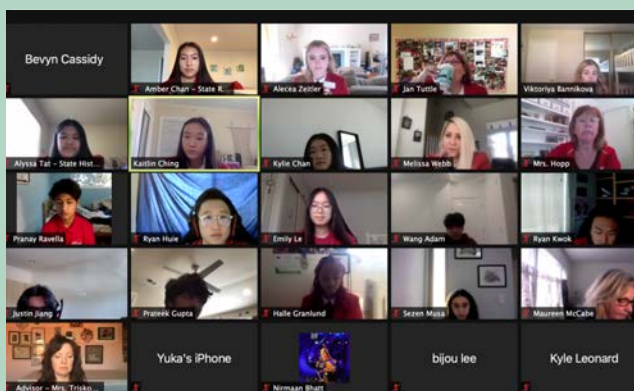 Bevyn Cassidy
Amber Chan - State R...
Alecea Zeitler
Jan Tuttle
Viktoriya Bannikova
Alyssa Tat - State Hist...
Kaitlin Ching
Kylie Chan
Melissa Webb
Mrs. Hopp
Pranay Ravella
Ryan Huie
Emily Le
Wang Adam
Ryan Kwok
Justin Jiang
Prateek Gupta
Halle Granlund
Sezen Musa
Maureen McCabe
Advisor - Mrs. Trisko...
Yuka's iPhone
Nirmaan Bhatt
bijou lee
Kyle Leonard